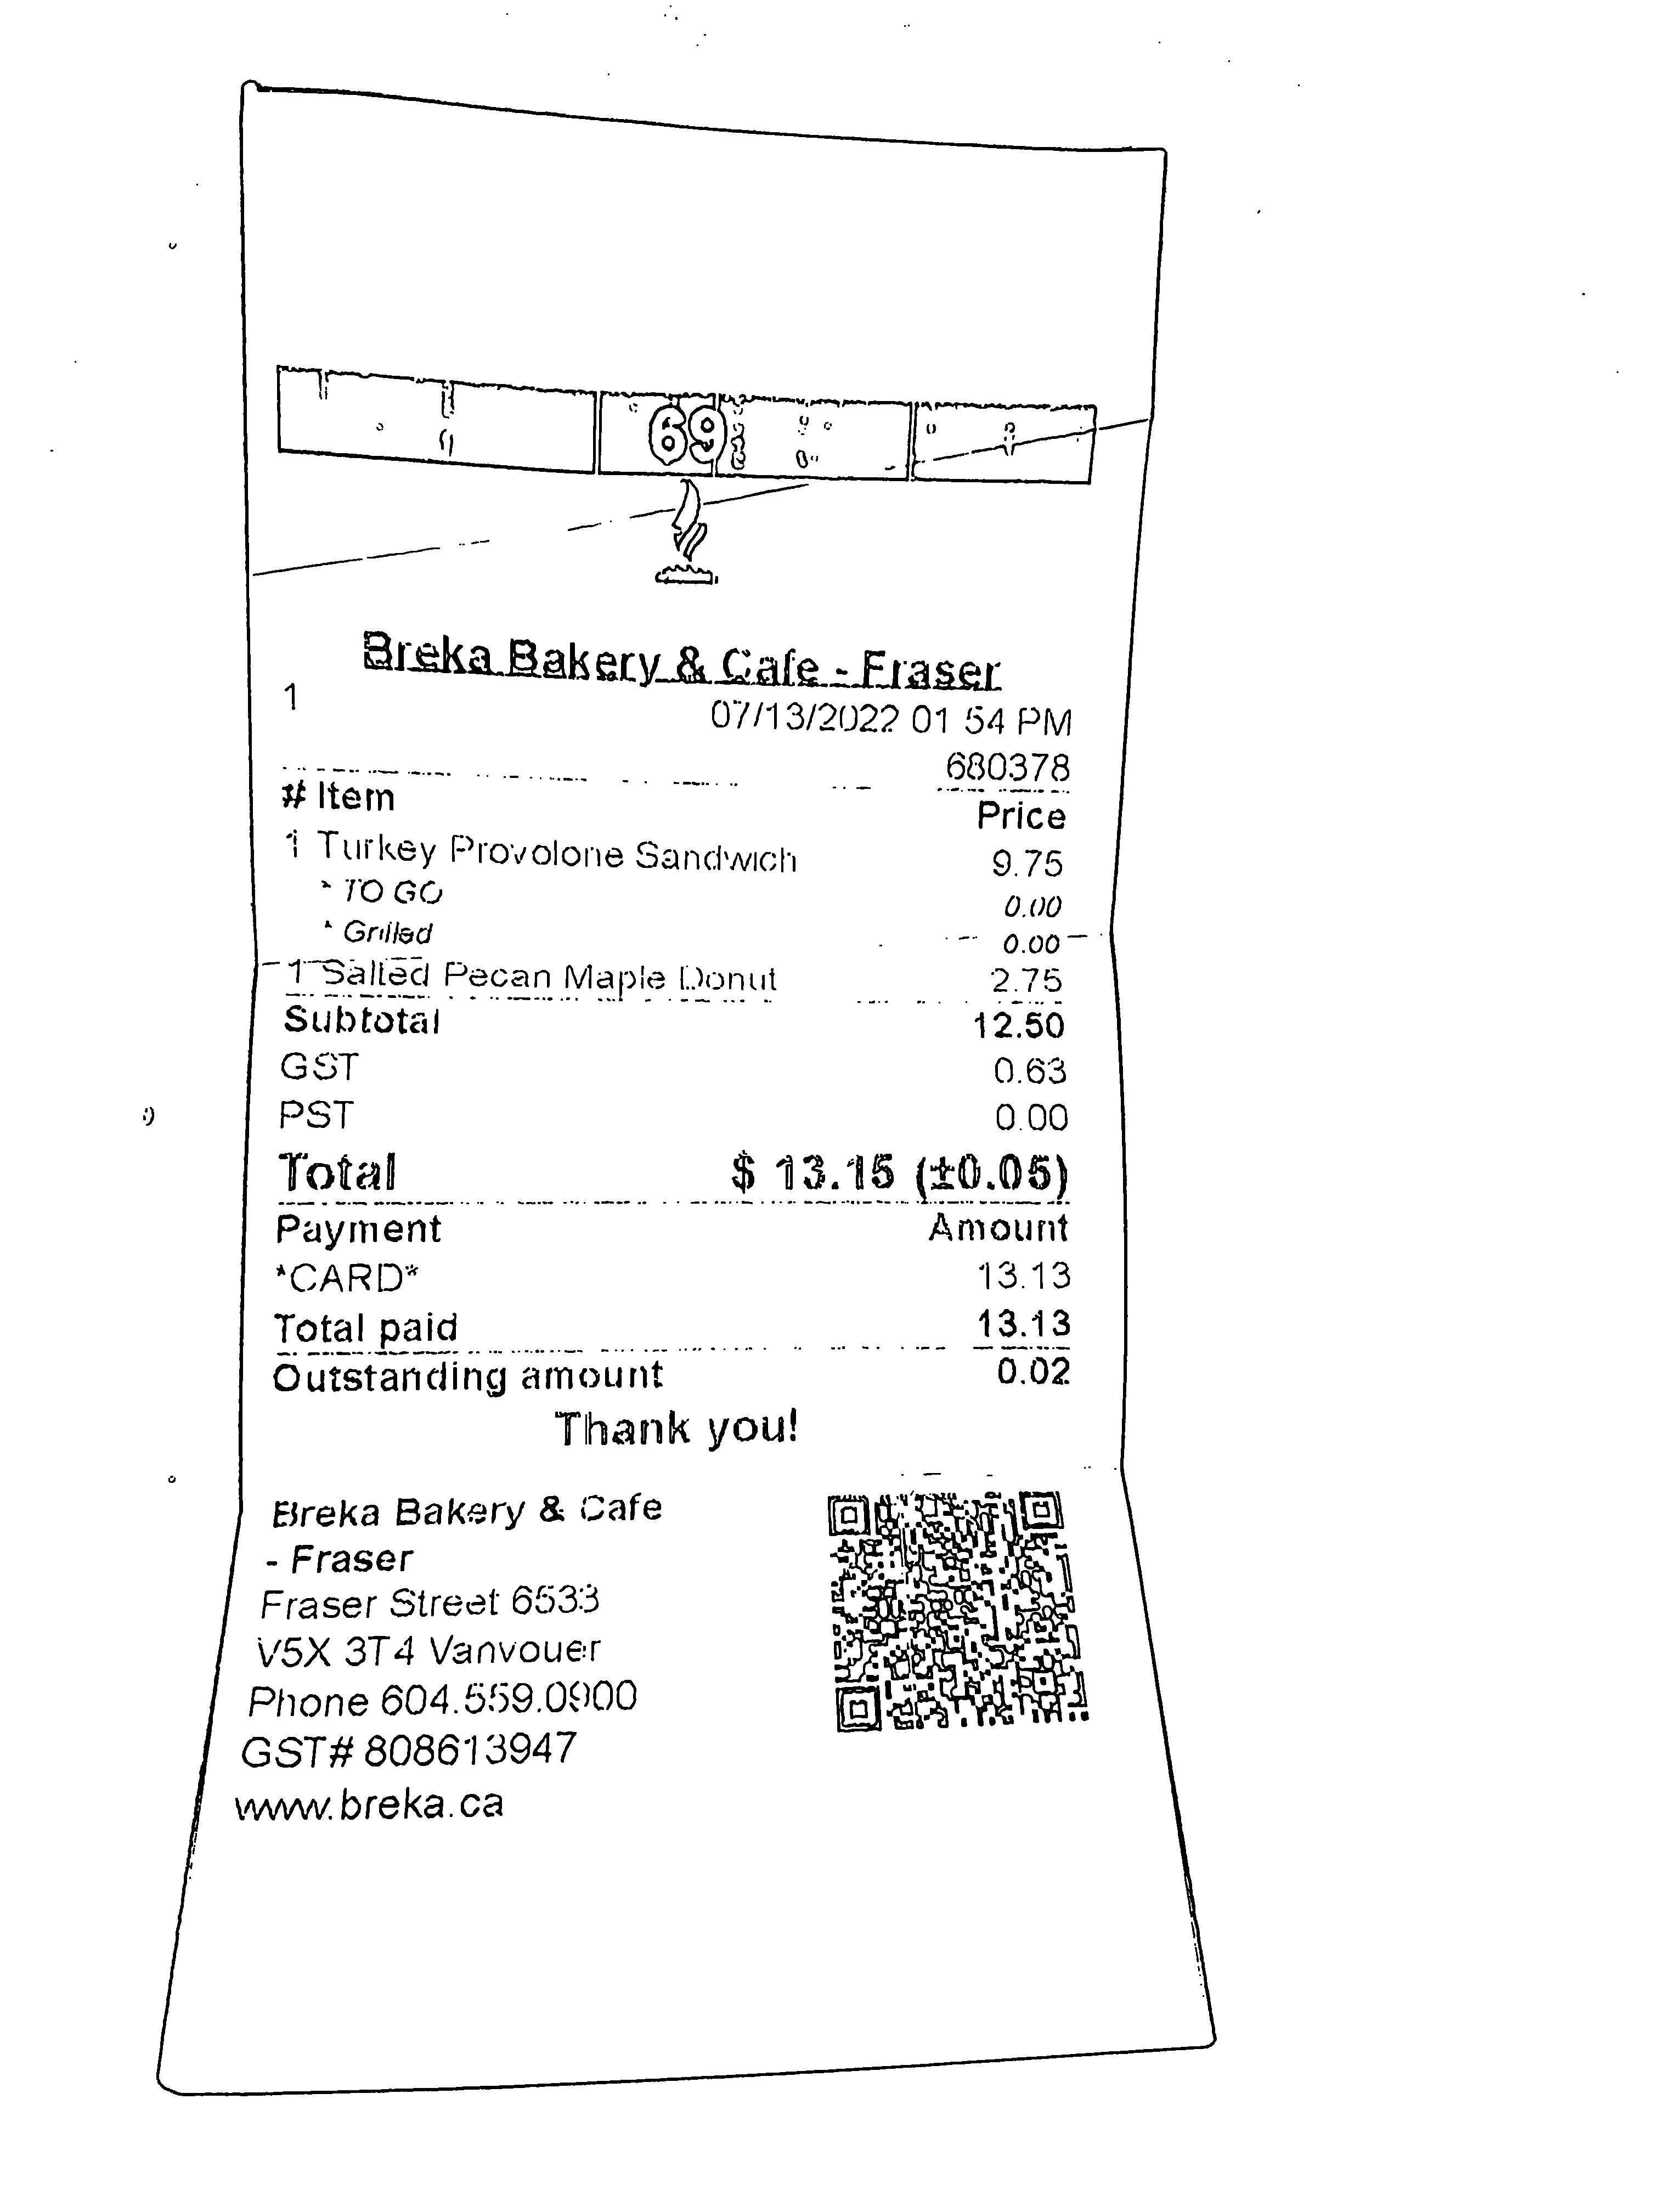 69
Breka Bakery & Cafe - Fraser
1
07/13/2022 01 54 PM
680378
# Item Price
1 Turkey Provolone Sandwich 9.75
* TO GO 0.00
* Grilled 0.00
1 Salted Pecan Maple Donut 2.75
Subtotal 12.50
GST 0.63
PST 0.00
Total $ 13.15 (±0.05)
Payment Amount
*CARD* 13.13
Total paid 13.13
Outstanding amount 0.02
Thank you!
Breka Bakery & Cafe
- Fraser
Fraser Street 6533
V5X 3T4 Vanvouer
Phone 604.559.0900
GST# 808613947
www.breka.ca